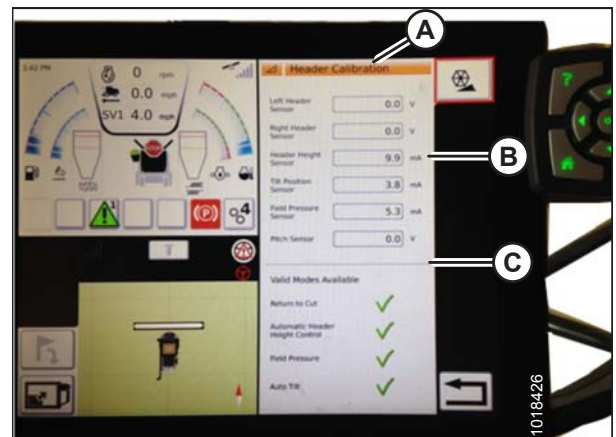 A
3:42 PM
0 rpm
0.0 mph
SV1 4.0 mph
STOP
1
(P)
4
Header Calibration
Left Header Sensor 0.0 V
Right Header Sensor 0.0 V
Header Height Sensor 9.9 mA
B
Tilt Position Sensor 3.8 mA
Field Pressure Sensor 5.3 mA
Pitch Sensor 0.0 V
C
Valid Modes Available
Return to Cut
Automatic Header Height Control
Field Pressure
Auto Tilt
?
1018426